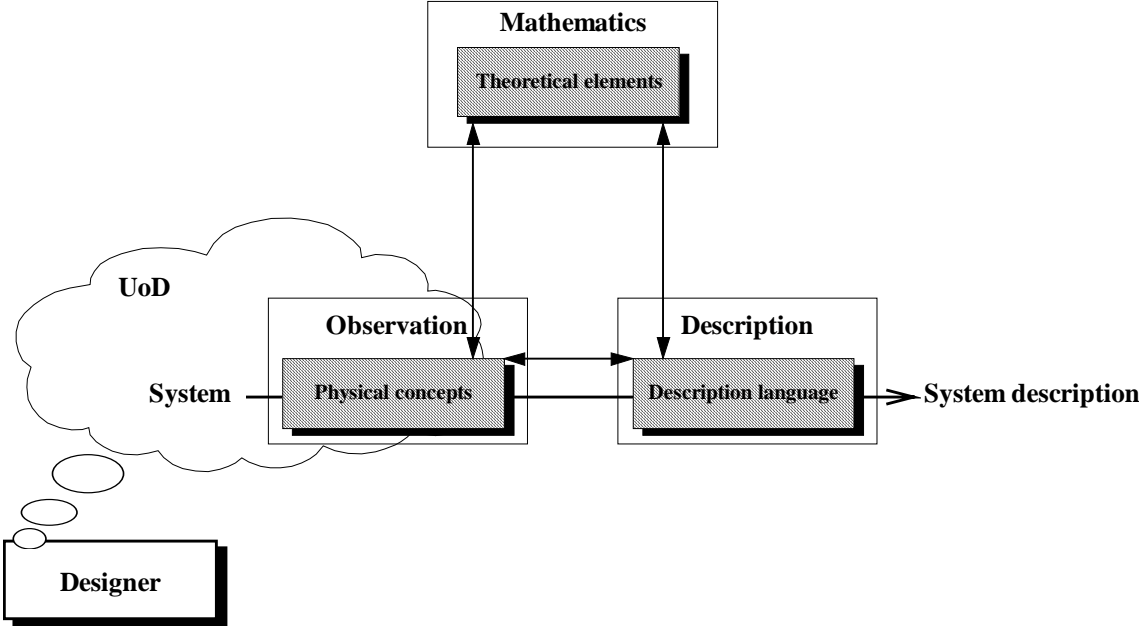 Mathematics
Theoretical elements
UoD
Observation
Description
System
Physical concepts
Description language
System description
Designer